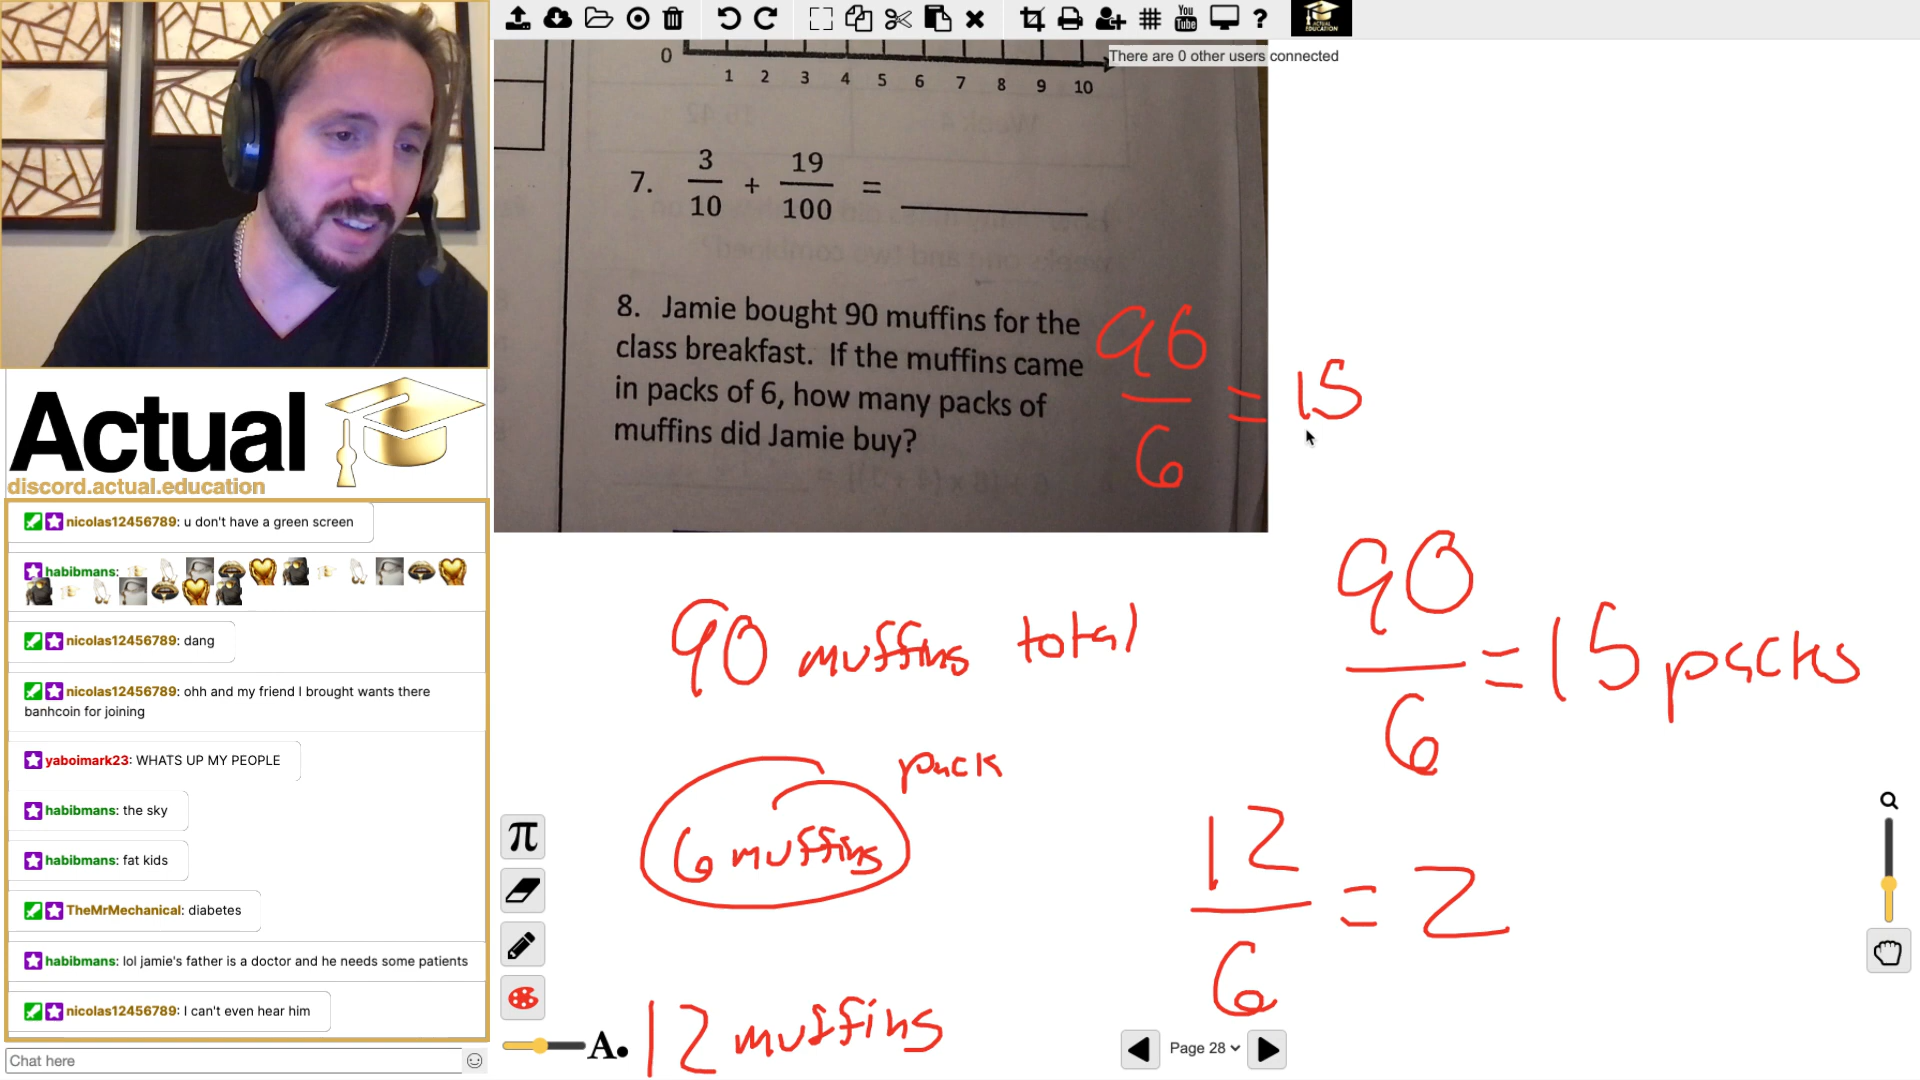 There are 0 other users connected
You
Tube
?
ACTUAL
EDUCATION
0
1 2 3 4 5 6 7 8 9 10
7. 3/10 + 19/100 = 
8. Jamie bought 90 muffins for the
class breakfast. If the muffins came
in packs of 6, how many packs of
muffins did Jamie buy?
90/6 = 15
90 muffins total
90/6 = 15 packs
pack
6 muffins
12/6 = 2
12 muffins
Actual
discord.actual.education
nicolas12456789: u don't have a green screen
habibmans:
nicolas12456789: dang
nicolas12456789: ohh and my friend I brought wants there
banhcoin for joining
yaboimark23: WHATS UP MY PEOPLE
habibmans: the sky
habibmans: fat kids
TheMrMechanical: diabetes
habibmans: lol jamie's father is a doctor and he needs some patients
nicolas12456789: I can't even hear him
Chat here
π
A
Page 28